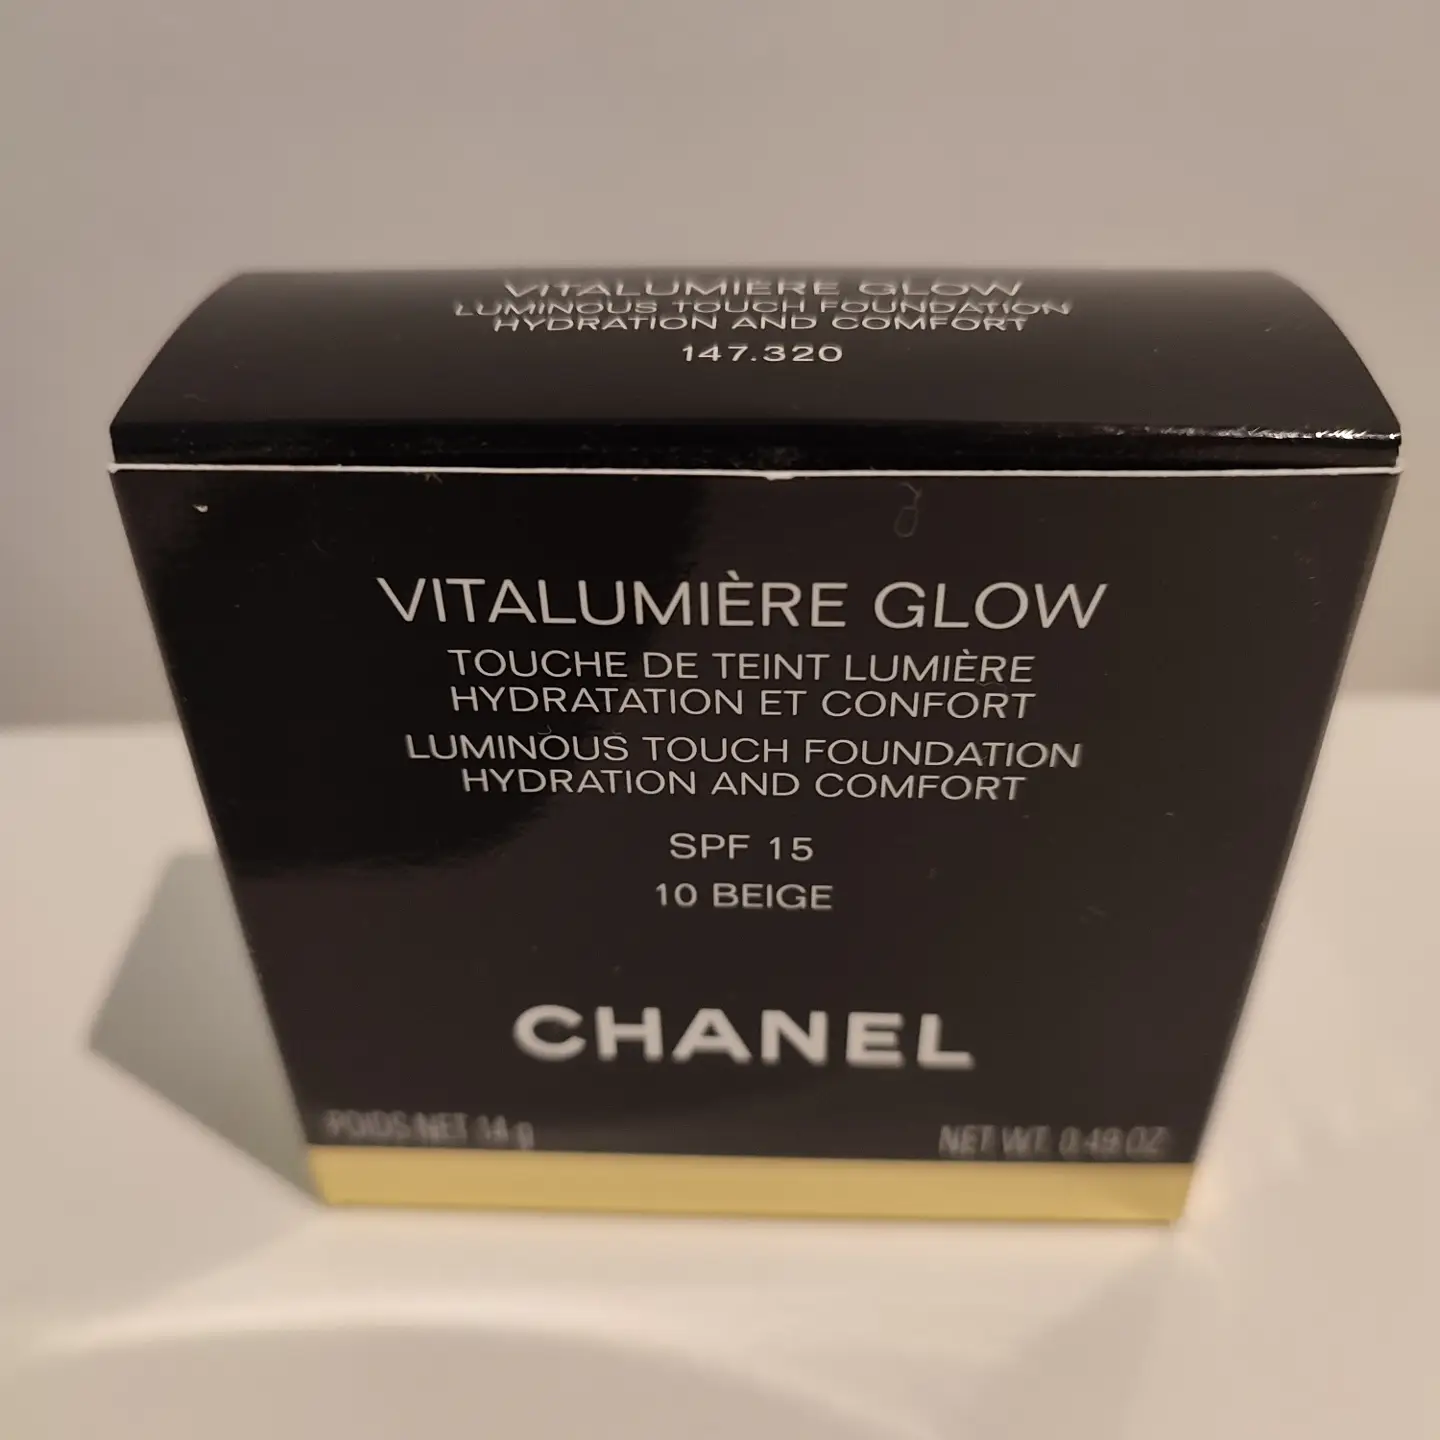 VITALUMIÈRE GLOW
LUMINOUS TOUCH FOUNDATION
HYDRATION AND COMFORT
147.320
VITALUMIÈRE GLOW
TOUCHE DE TEINT LUMIÈRE
HYDRATATION ET CONFORT
LUMINOUS TOUCH FOUNDATION
HYDRATION AND COMFORT
SPF 15
10 BEIGE
CHANEL
POIDS NET 14 g NET WT. 0.49 OZ.